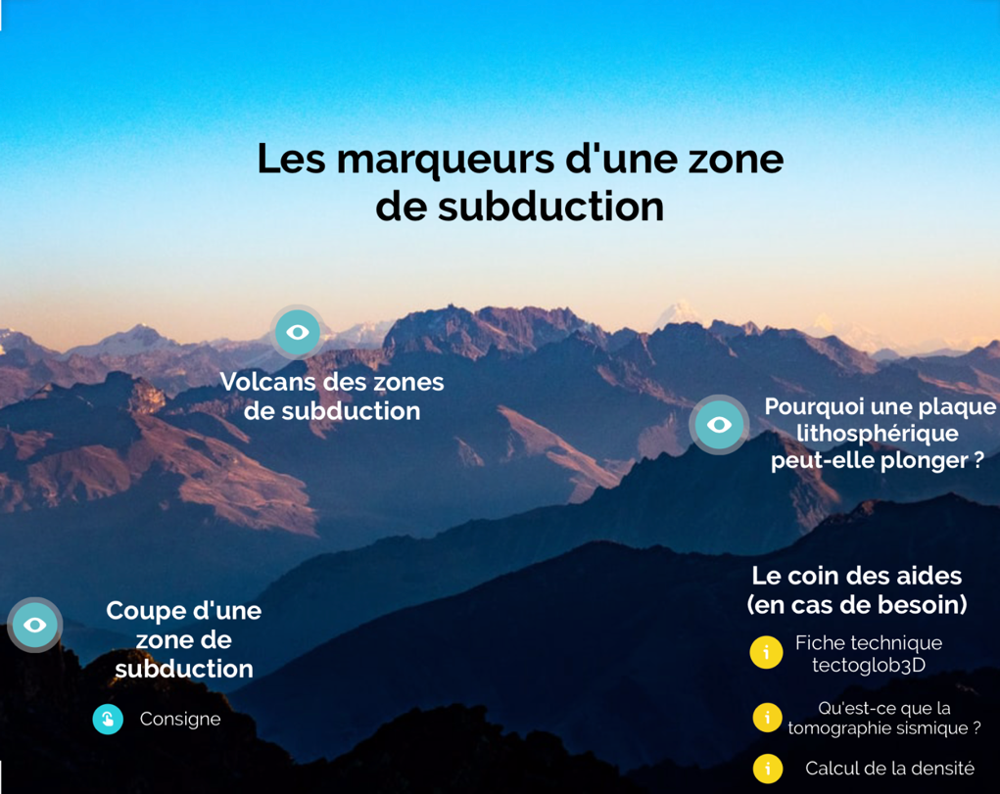 Les marqueurs d'une zone
de subduction
Volcans des zones
de subduction
Pourquoi une plaque
lithosphérique
peut-elle plonger ?
Coupe d'une
zone de
subduction
Consigne
Le coin des aides
(en cas de besoin)
Fiche technique
tectoglob3D
Qu'est-ce que la
tomographie sismique ?
Calcul de la densité